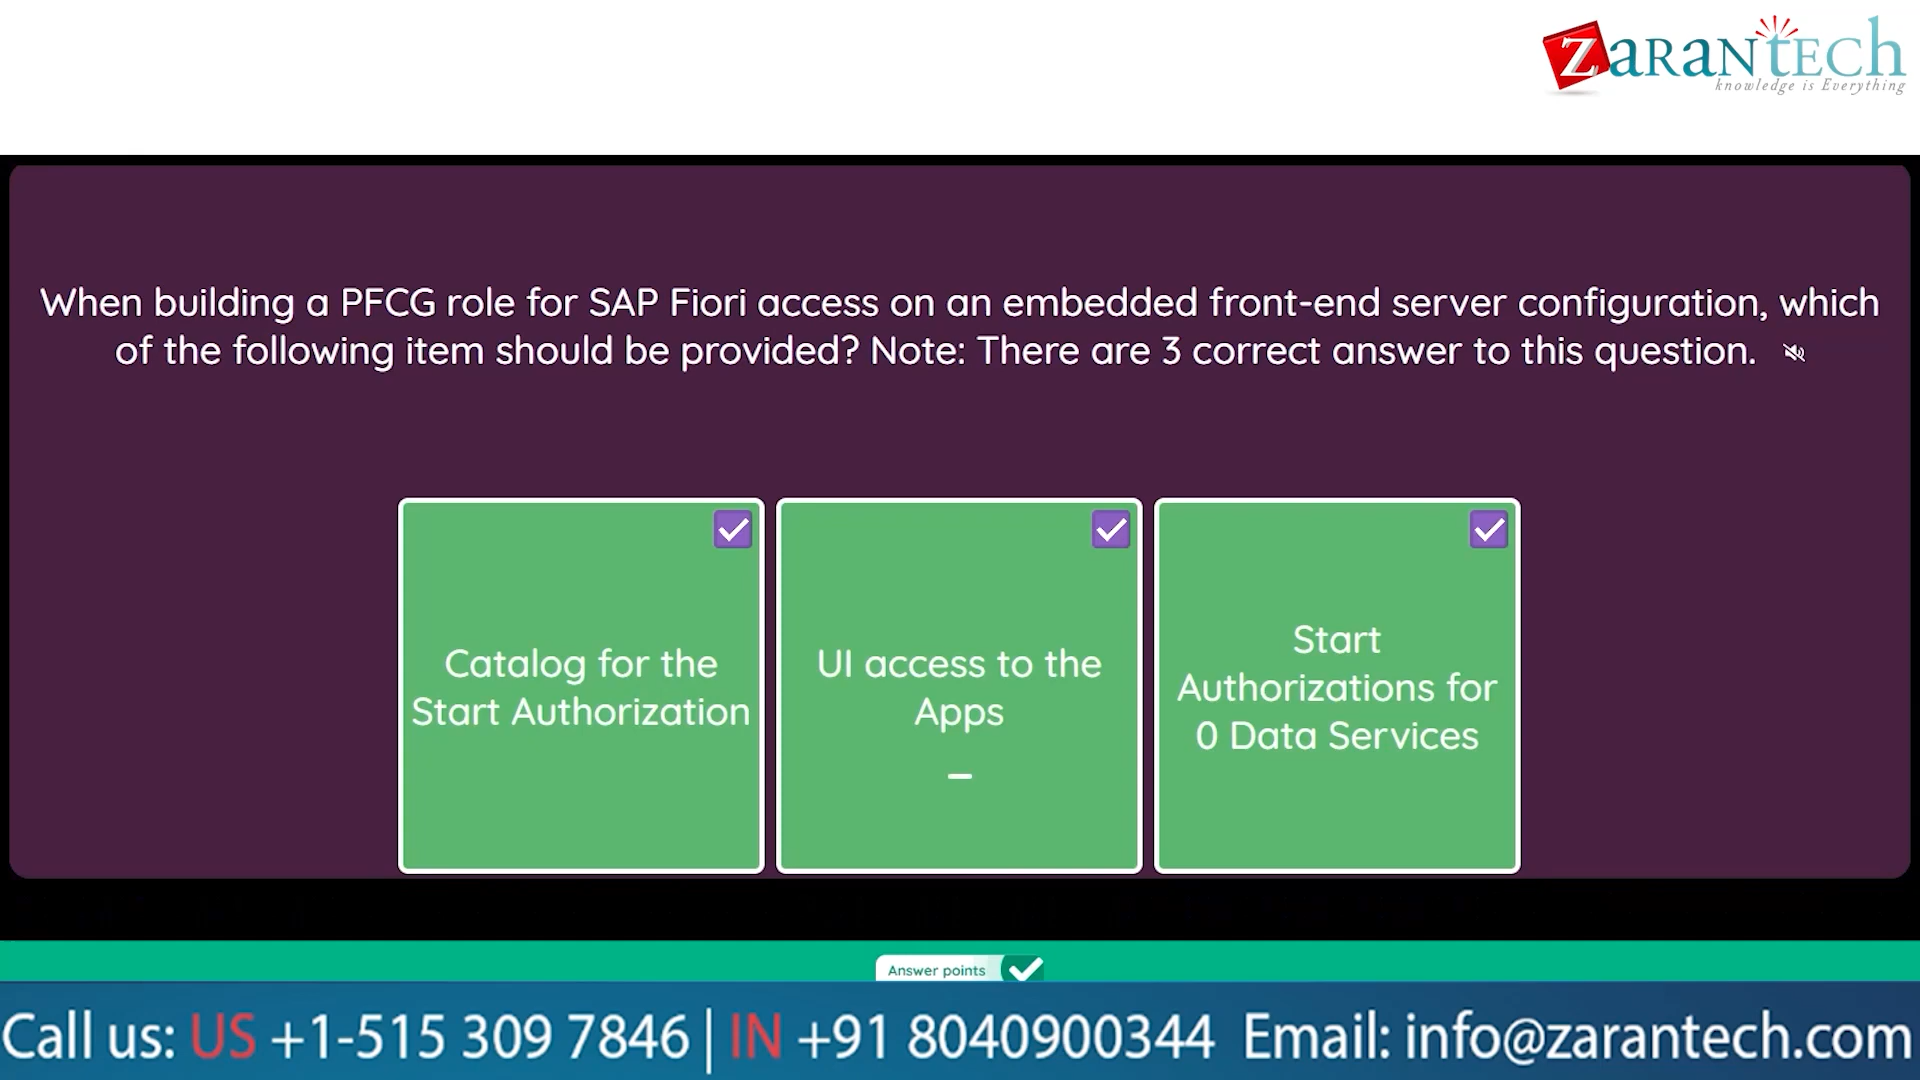 ZaranTech
knowledge is Everything
When building a PFCG role for SAP Fiori access on an embedded front-end server configuration, which
of the following item should be provided? Note: There are 3 correct answer to this question.
Catalog for the
Start Authorization
UI access to the
Apps
Start
Authorizations for
0 Data Services
Answer points
Call us: US +1-515 309 7846 | IN +91 8040900344 Email: info@zarantech.com